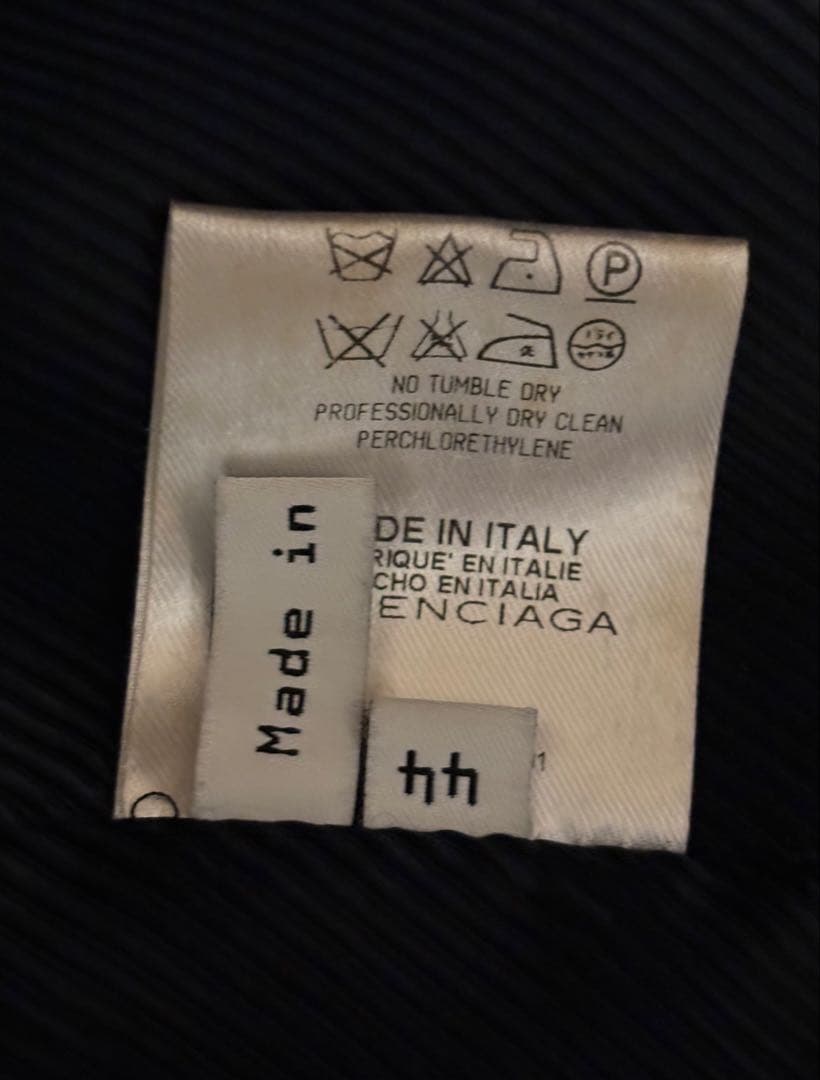 P
NO TUMBLE DRY
PROFESSIONALLY DRY CLEAN
PERCHLORETHYLENE
DE IN ITALY
RIQUE' EN ITALIE
CHO EN ITALIA
ENCIAGA
Made in
44